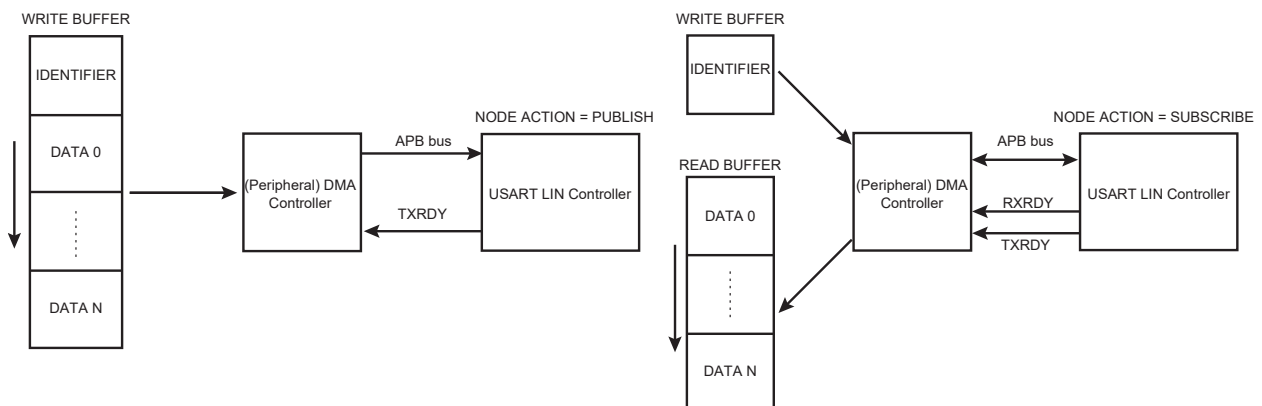 WRITE BUFFER
IDENTIFIER
DATA 0
DATA N
(Peripheral) DMA
Controller
APB bus
TXRDY
NODE ACTION = PUBLISH
USART LIN Controller
WRITE BUFFER
IDENTIFIER
READ BUFFER
DATA 0
DATA N
(Peripheral) DMA
Controller
APB bus
RXRDY
TXRDY
NODE ACTION = SUBSCRIBE
USART LIN Controller